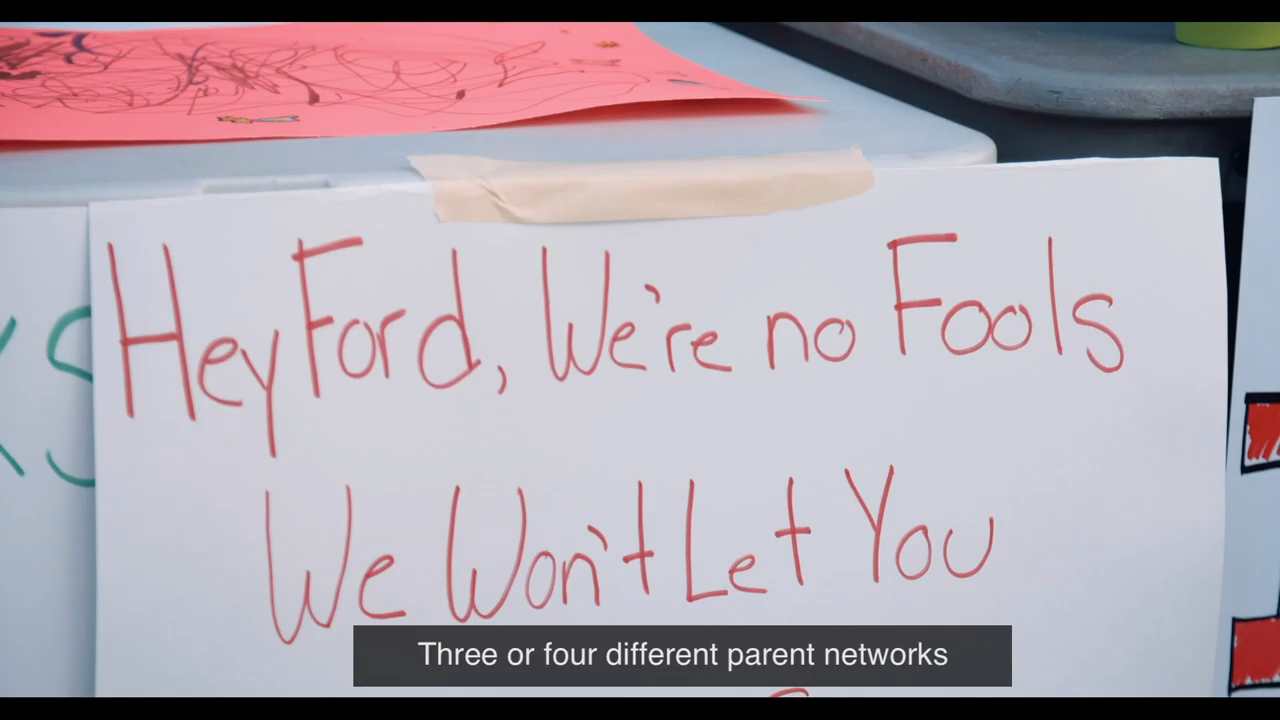 Hey Ford, We're no Fools
We Won't Let You
Three or four different parent networks